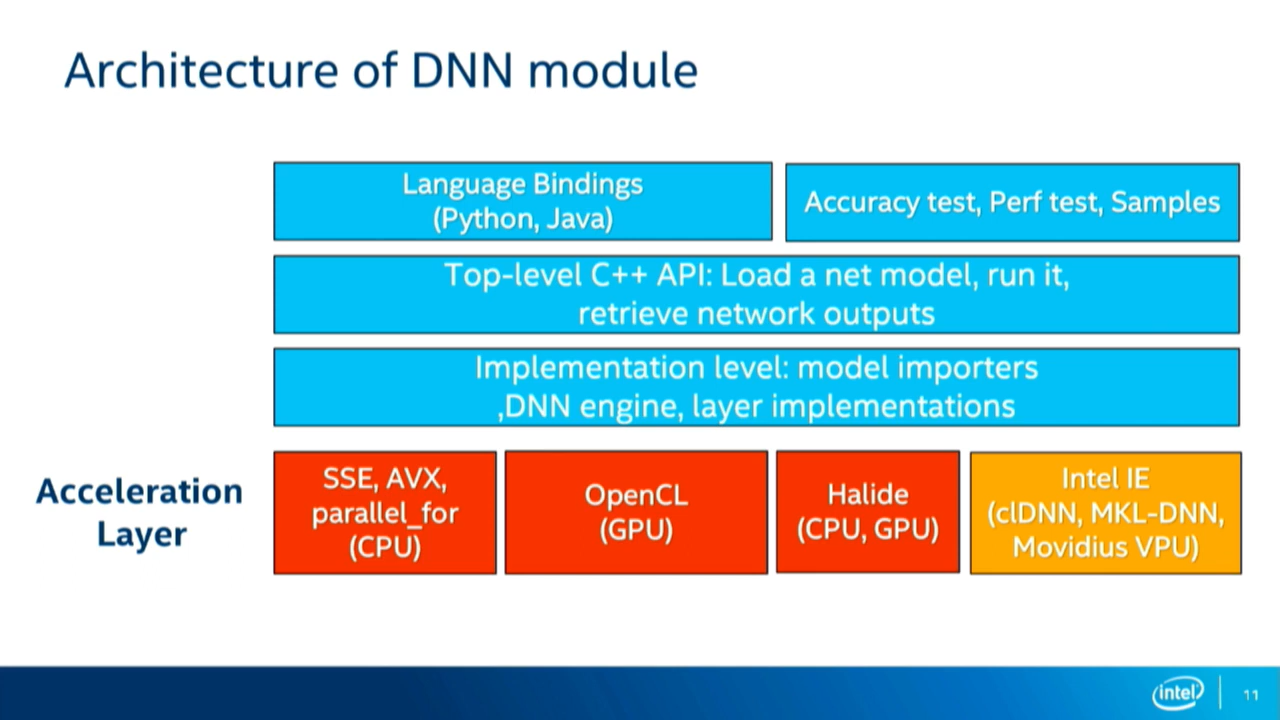 Architecture of DNN module
Language Bindings
(Python, Java)
Accuracy test, Perf test, Samples
Top-level C++ API: Load a net model, run it,
retrieve network outputs
Implementation level: model importers
,DNN engine, layer implementations
Acceleration
Layer
SSE, AVX,
parallel_for
(CPU)
OpenCL
(GPU)
Halide
(CPU, GPU)
Intel IE
(clDNN, MKL-DNN,
Movidius VPU)
intel
11